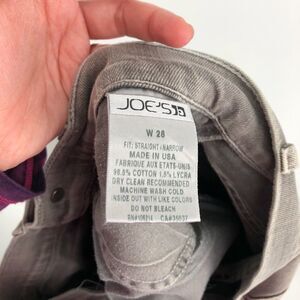 JOE'S
W 28
FIT: STRAIGHT+NARROW
MADE IN USA
FABRIQUE AUX ETATS-UNIS
98.5% COTTON 1.5% LYCRA
DRY CLEAN RECOMMENDED
MACHINE WASH COLD
INSIDE OUT WITH LIKE COLORS
DO NOT BLEACH